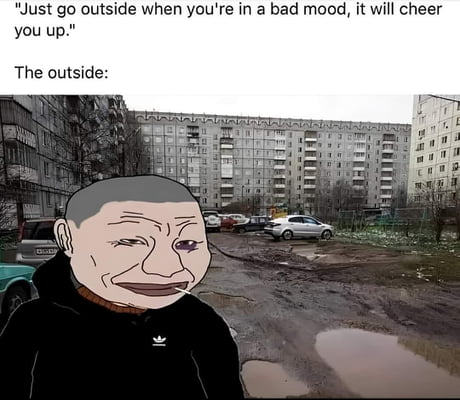 "Just go outside when you're in a bad mood, it will cheer
you up."
The outside: